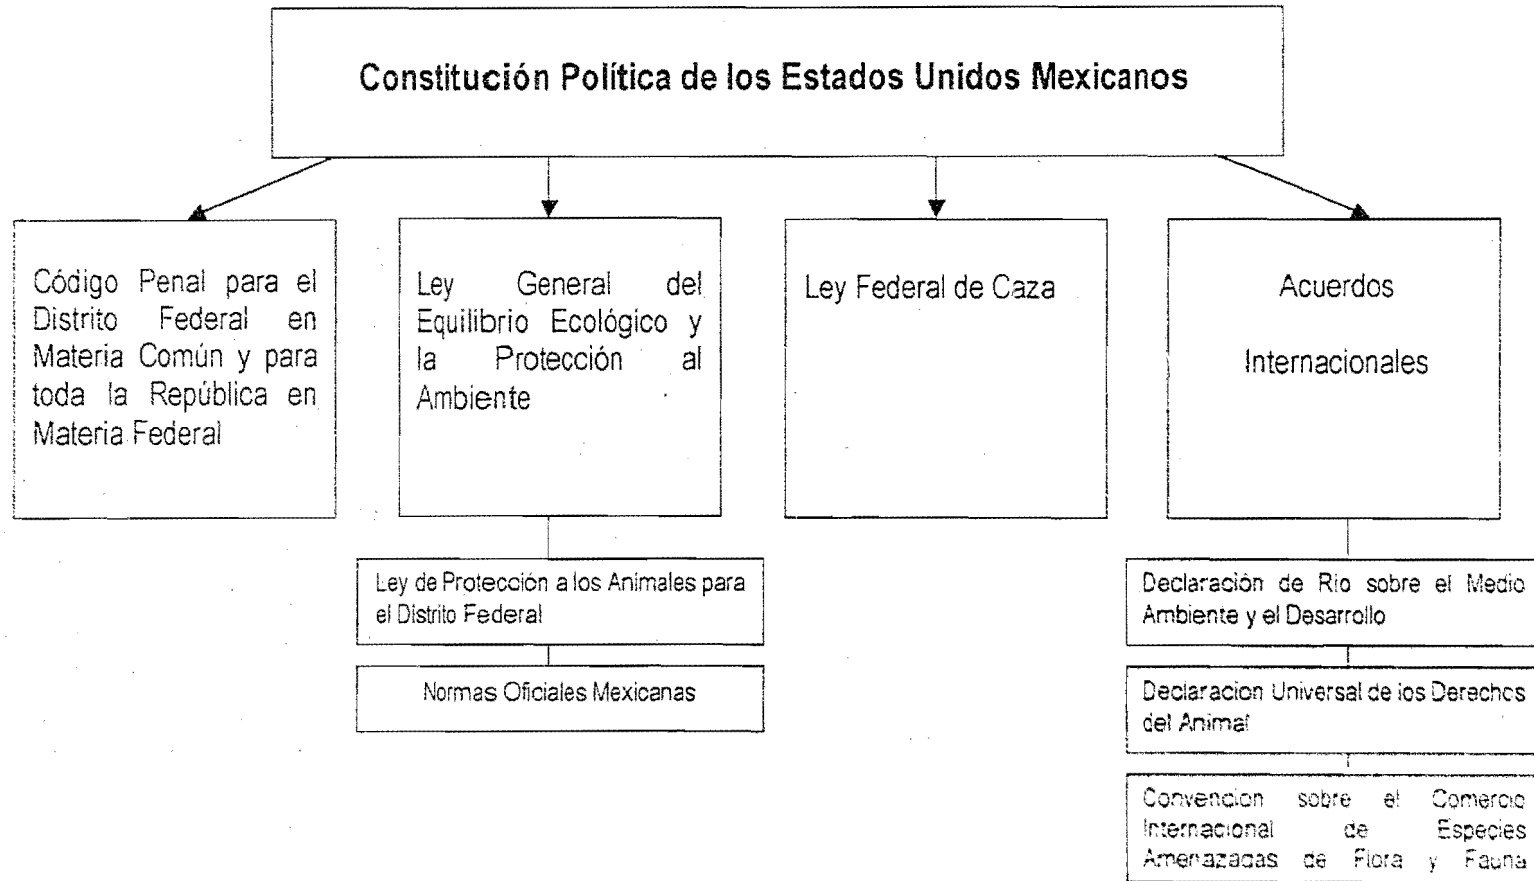 Constitución Política de los Estados Unidos Mexicanos
Código Penal para el
Distrito Federal en
Materia Común y para
toda la República en
Materia Federal
Ley General del
Equilibrio Ecológico y
la Protección al
Ambiente
Ley Federal de Caza
Acuerdos
Internacionales
Ley de Protección a los Animales para
el Distrito Federal
Normas Oficiales Mexicanas
Declaración de Rio sobre el Medio
Ambiente y el Desarrollo
Declaracion Universal de los Derechos
del Animal
Convencion sobre el Comercio
Internacional de Especies
Amenazadas de Flora y Fauna